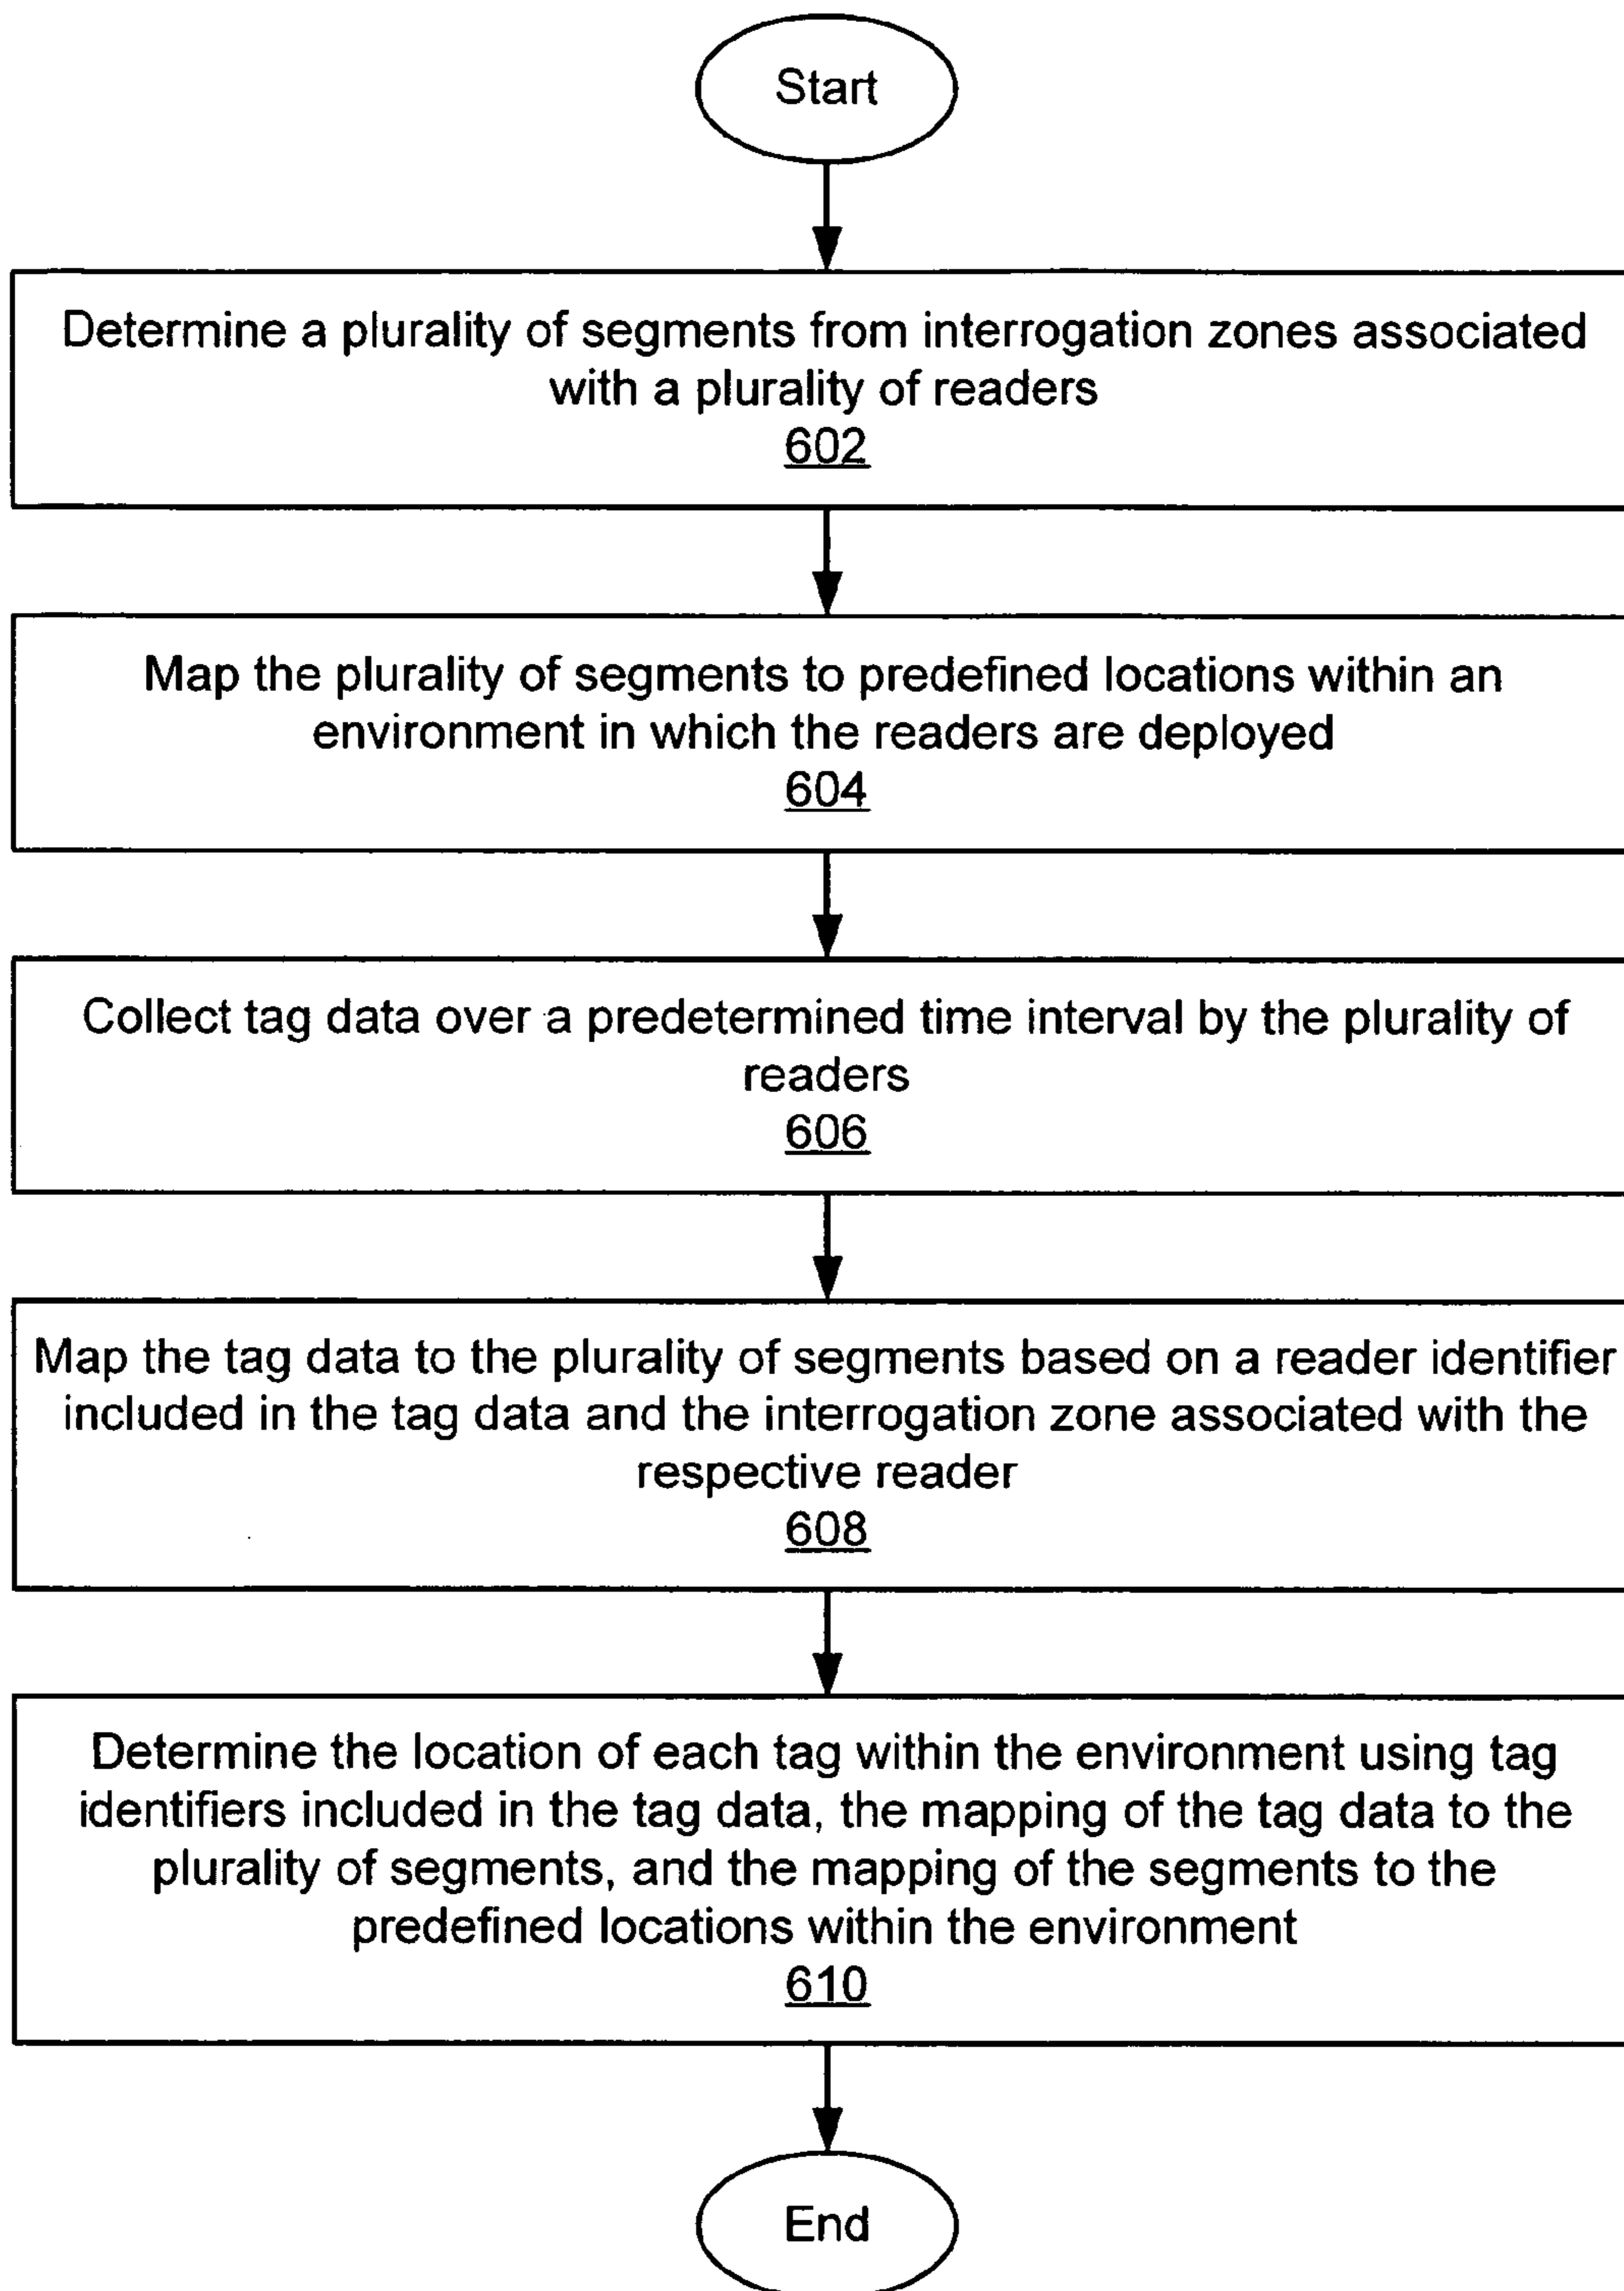 Start
Determine a plurality of segments from interrogation zones associated
with a plurality of readers
602
Map the plurality of segments to predefined locations within an
environment in which the readers are deployed
604
Collect tag data over a predetermined time interval by the plurality of
readers
606
Map the tag data to the plurality of segments based on a reader identifier
included in the tag data and the interrogation zone associated with the
respective reader
608
Determine the location of each tag within the environment using tag
identifiers included in the tag data, the mapping of the tag data to the
plurality of segments, and the mapping of the segments to the
predefined locations within the environment
610
End